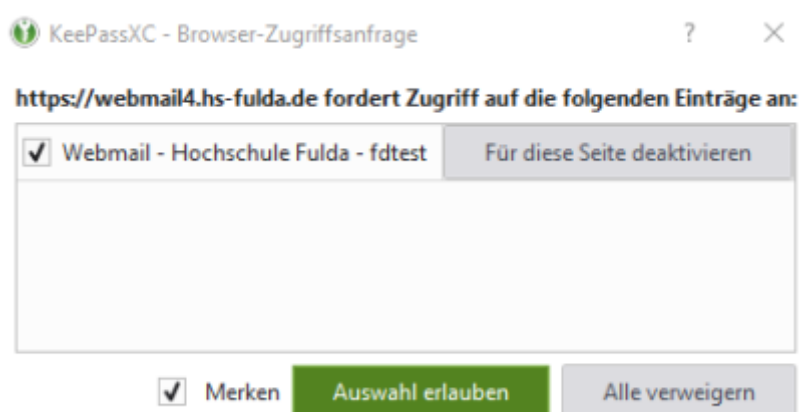 KeePassXC - Browser-Zugriffsanfrage ?
https://webmail4.hs-fulda.de fordert Zugriff auf die folgenden Einträge an:
Webmail - Hochschule Fulda - fdtest Für diese Seite deaktivieren
Merken Auswahl erlauben Alle verweigern